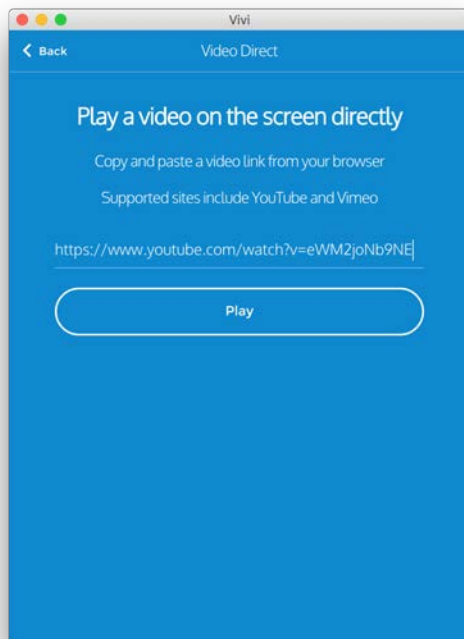 Vivi
Back
Video Direct
Play a video on the screen directly
Copy and paste a video link from your browser
Supported sites include YouTube and Vimeo
https://www.youtube.com/watch?v=eWM2joNb9NE
Play